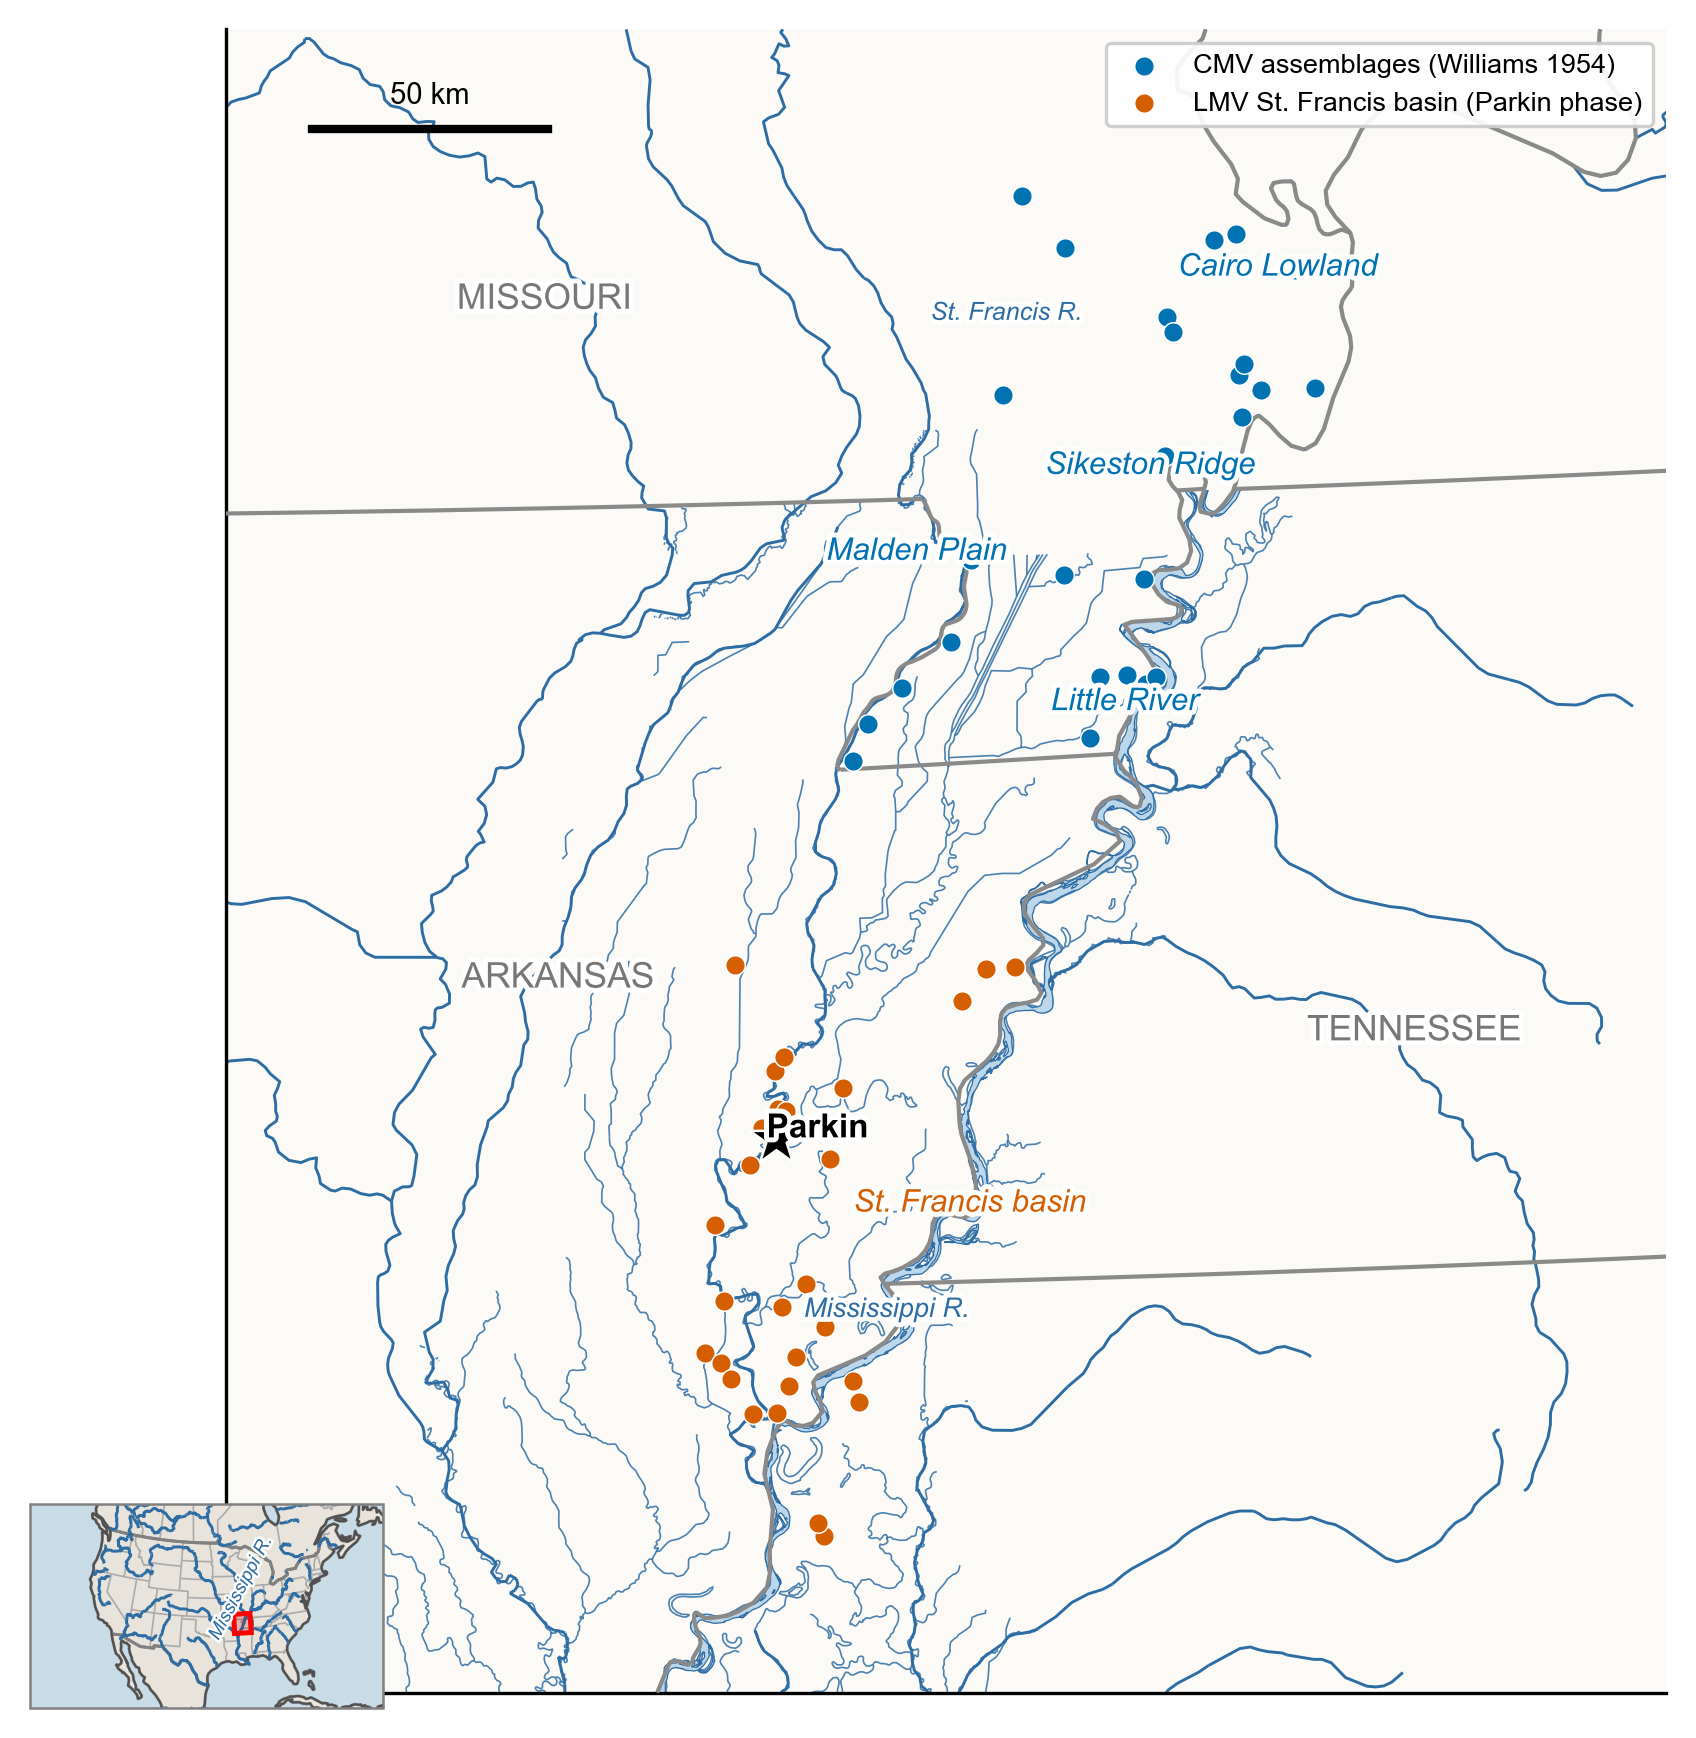 CMV assemblages (Williams 1954)
LMV St. Francis basin (Parkin phase)
50 km
Cairo Lowland
MISSOURI
St. Francis R.
Sikeston Ridge
Malden Plain
Little River
ARKANSAS
TENNESSEE
Parkin
St. Francis basin
Mississippi R.
Mississippi R.